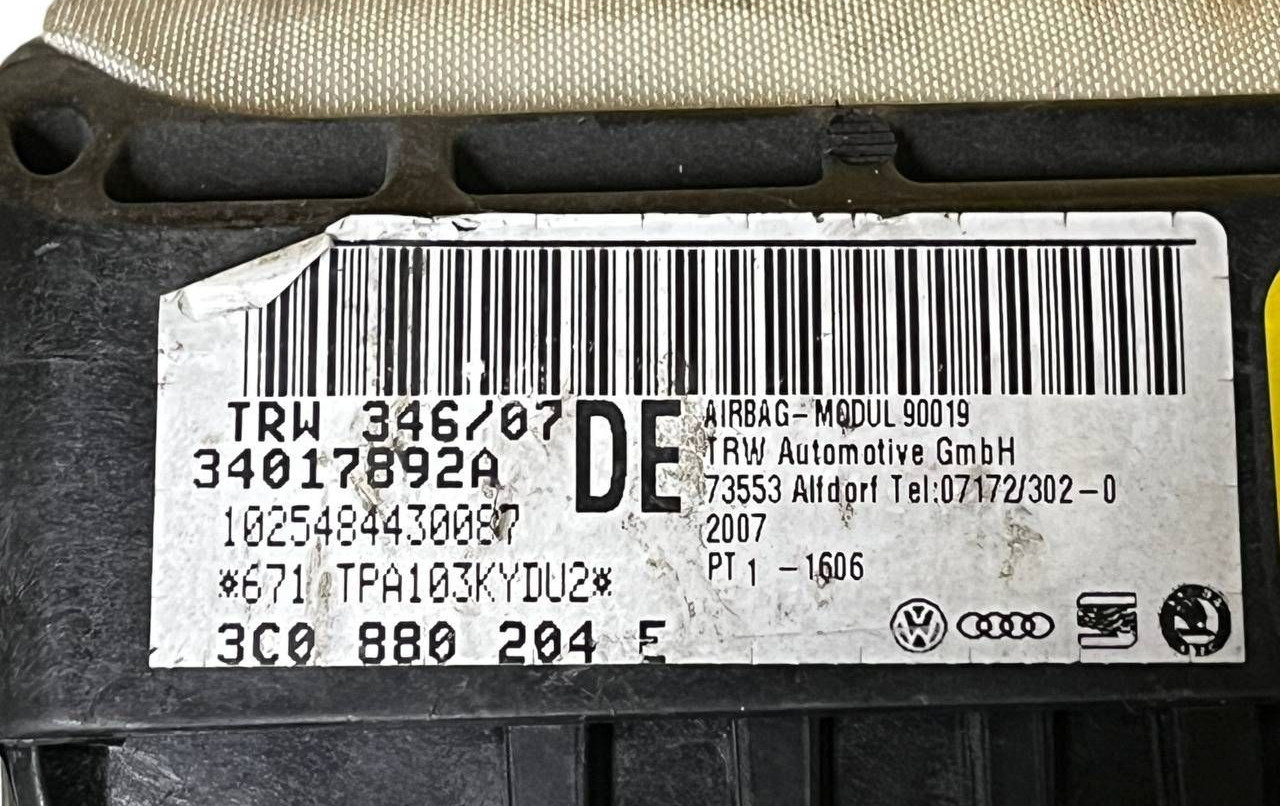 TRW 346/07
34017892A
1025484430087
*671 TPA103KYDU2*
3C0 880 204 E
DE
AIRBAG-MODUL 90019
TRW Automotive GmbH
73553 Alfdorf Tel:07172/302-0
2007
PT 1 -1606